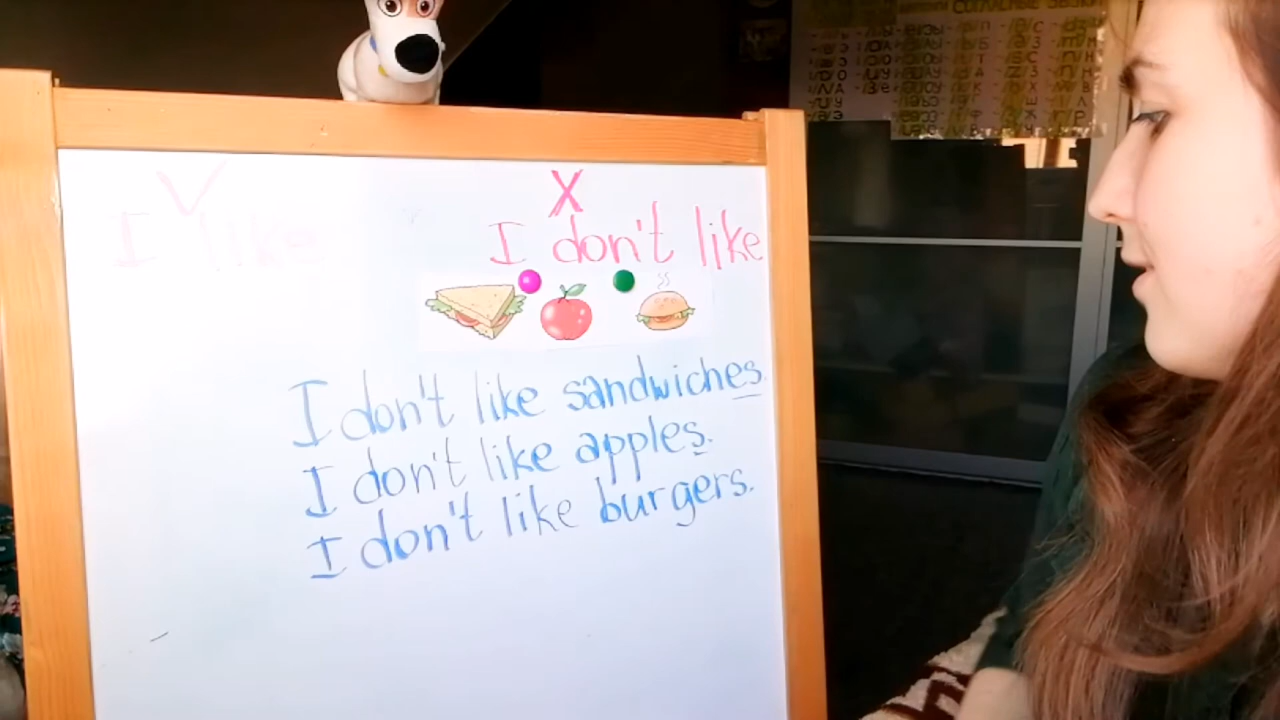 V X
I like I don't like
I don't like sandwiches.
I don't like apples.
I don't like burgers.